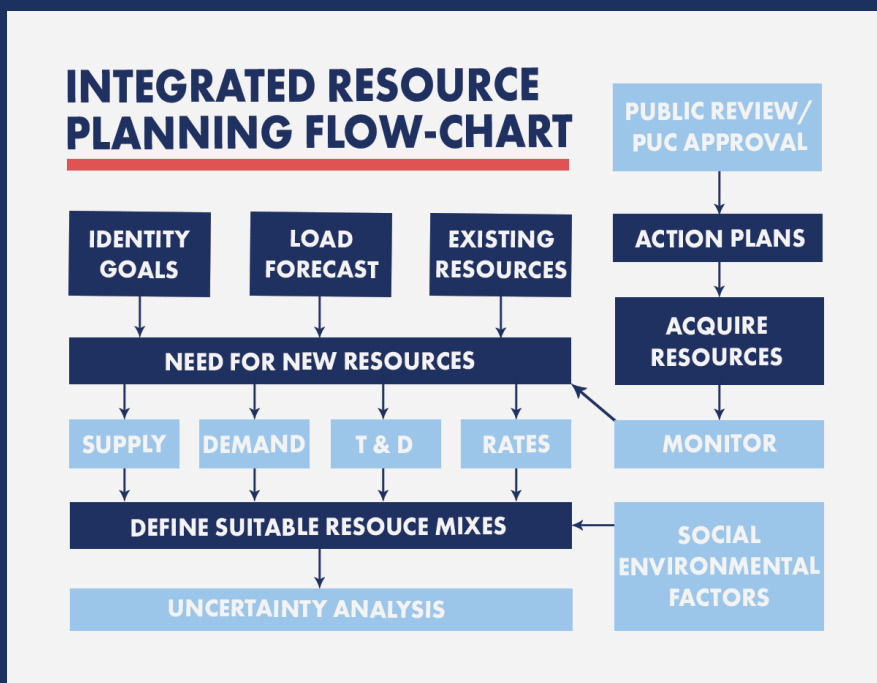 INTEGRATED RESOURCE
PLANNING FLOW-CHART
PUBLIC REVIEW/
PUC APPROVAL
IDENTITY
GOALS
LOAD
FORECAST
EXISTING
RESOURCES
ACTION PLANS
ACQUIRE
RESOURCES
NEED FOR NEW RESOURCES
SUPPLY
DEMAND
T & D
RATES
MONITOR
DEFINE SUITABLE RESOUCE MIXES
SOCIAL
ENVIRONMENTAL
FACTORS
UNCERTAINTY ANALYSIS